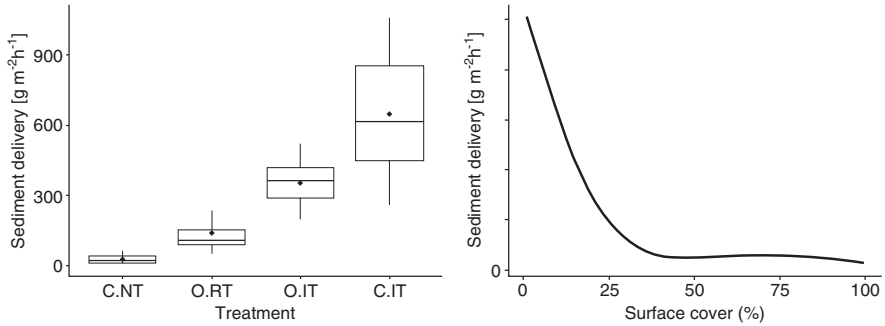 Sediment delivery [g m⁻²h⁻¹]
900
600
300
0
C.NT O.RT O.IT C.IT
Treatment
Sediment delivery [g m⁻²h⁻¹]
0
0 25 50 75 100
Surface cover (%)